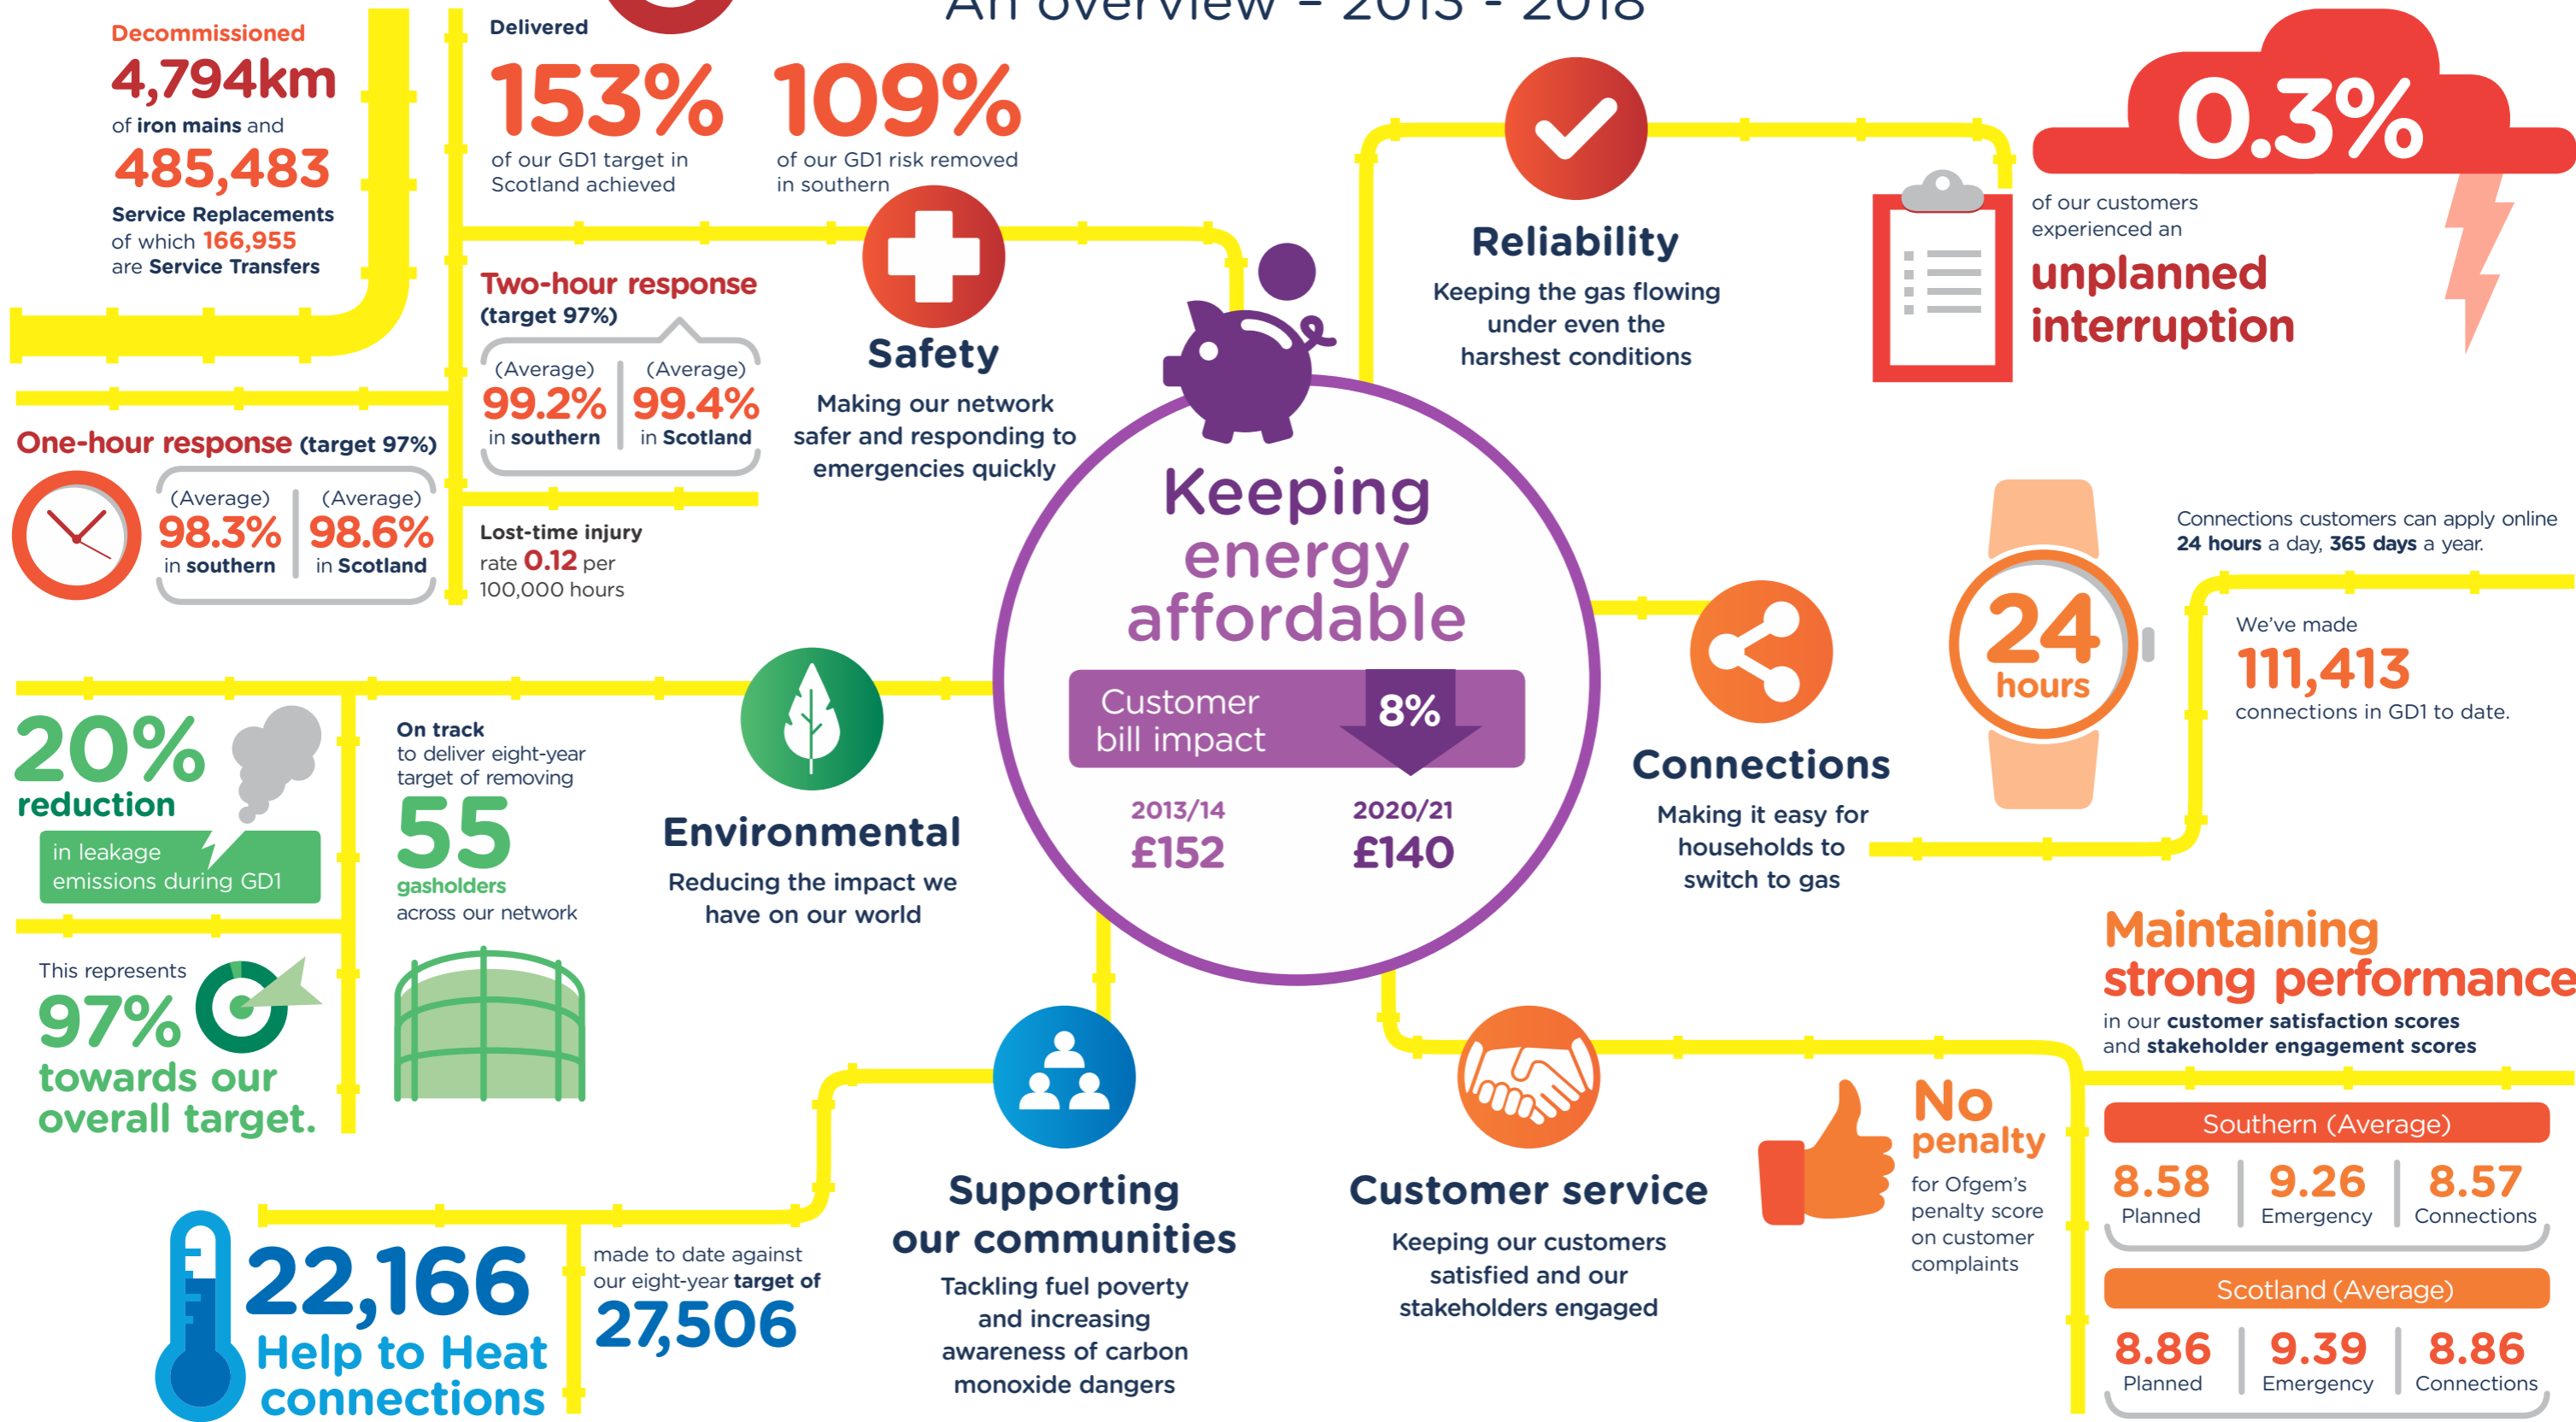 An overview – 2013 - 2018
Decommissioned
4,794km
of iron mains and
485,483
Service Replacements
of which 166,955
are Service Transfers
Delivered
153%
of our GD1 target in
Scotland achieved
109%
of our GD1 risk removed
in southern
Two-hour response
(target 97%)
(Average)
99.2%
in southern
(Average)
99.4%
in Scotland
One-hour response (target 97%)
(Average)
98.3%
in southern
(Average)
98.6%
in Scotland
Lost-time injury
rate 0.12 per
100,000 hours
Safety
Making our network
safer and responding to
emergencies quickly
Reliability
Keeping the gas flowing
under even the
harshest conditions
0.3%
of our customers
experienced an
unplanned
interruption
Keeping
energy
affordable
Customer
bill impact
8%
2013/14
£152
2020/21
£140
Connections
Making it easy for
households to
switch to gas
24
hours
Connections customers can apply online
24 hours a day, 365 days a year.
We’ve made
111,413
connections in GD1 to date.
20%
reduction
in leakage
emissions during GD1
On track
to deliver eight-year
target of removing
55
gasholders
across our network
This represents
97%
towards our
overall target.
Environmental
Reducing the impact we
have on our world
22,166
Help to Heat
connections
made to date against
our eight-year target of
27,506
Supporting
our communities
Tackling fuel poverty
and increasing
awareness of carbon
monoxide dangers
Customer service
Keeping our customers
satisfied and our
stakeholders engaged
No
penalty
for Ofgem’s
penalty score
on customer
complaints
Maintaining
strong performance
in our customer satisfaction scores
and stakeholder engagement scores
Southern (Average)
8.58
Planned
9.26
Emergency
8.57
Connections
Scotland (Average)
8.86
Planned
9.39
Emergency
8.86
Connections